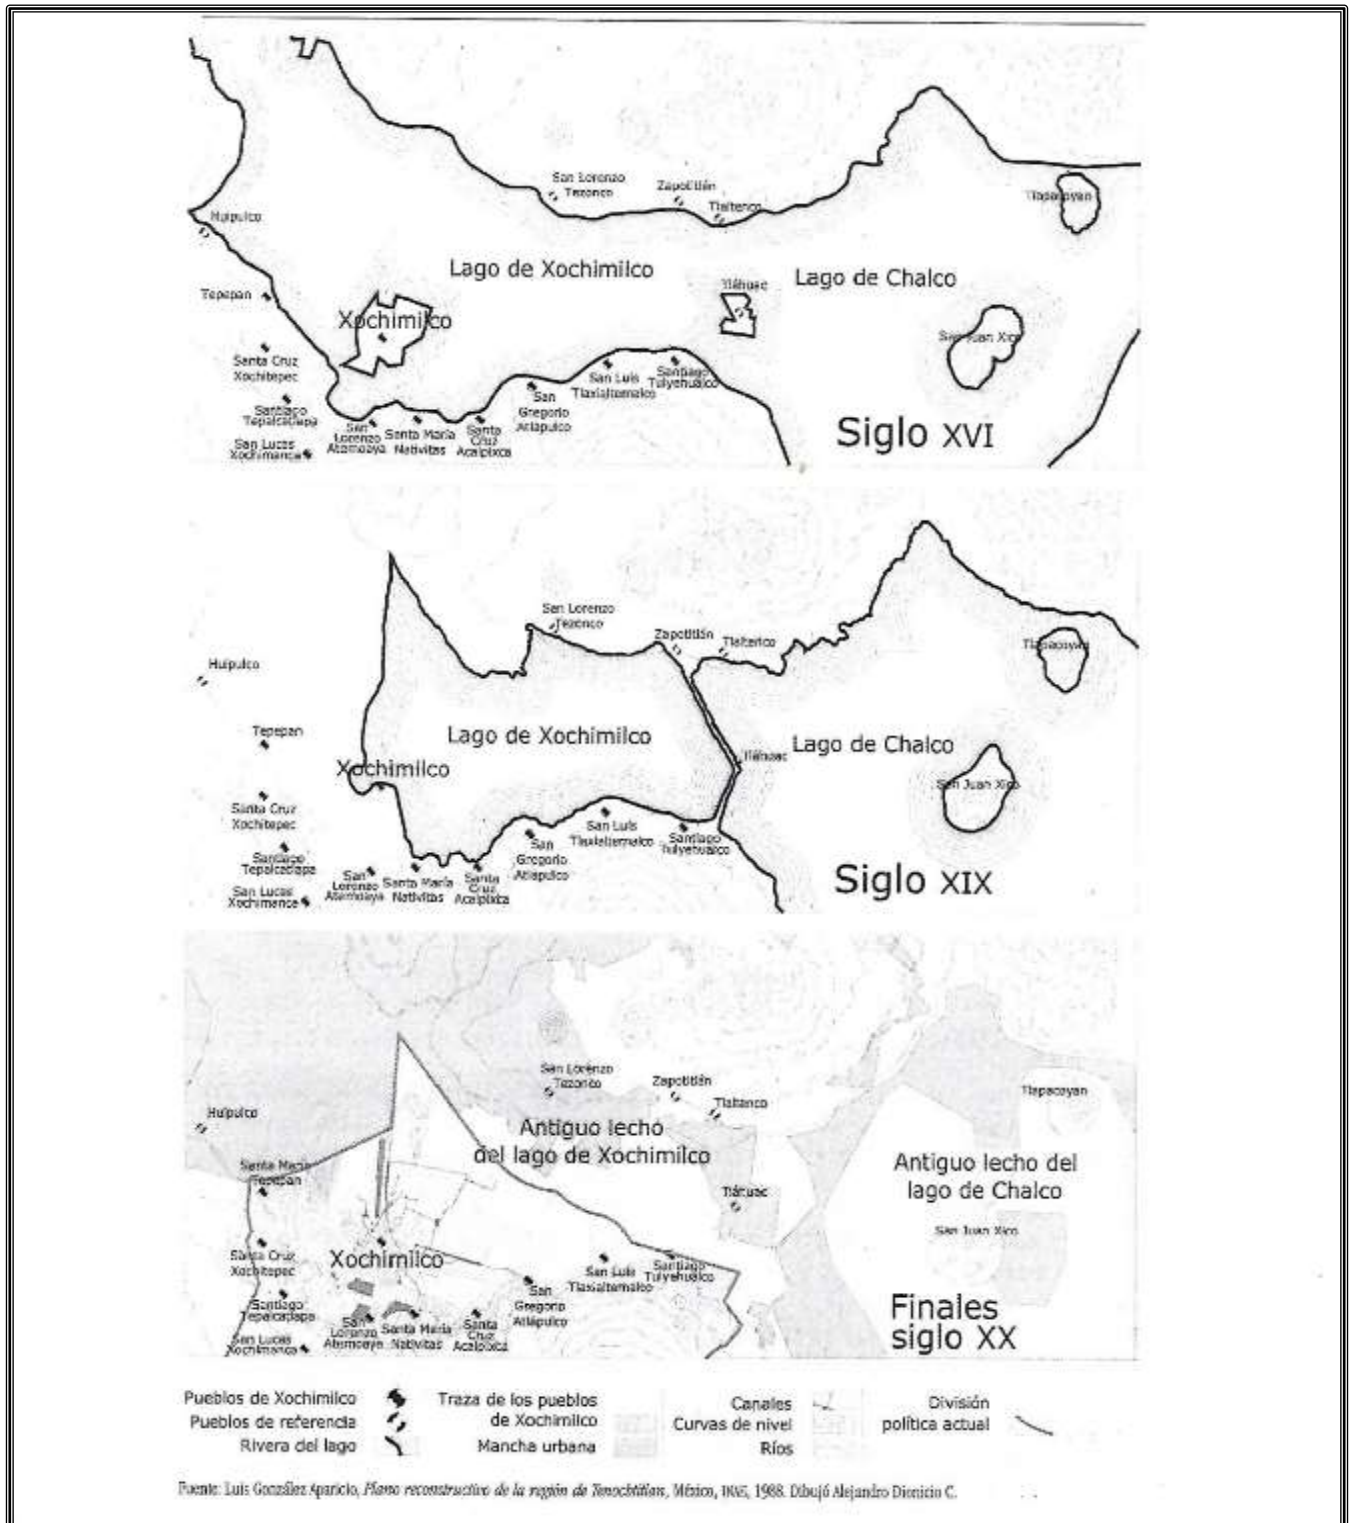 San Lorenzo
Tezonco
Zapotitlán
Tlaltenco
Tlapacoyan
Huipulco
Lago de Xochimilco
Lago de Chalco
Tepepan
Tláhuac
Xochimilco
San Juan Xico
Santa Cruz
Xochitepec
Santiago
Tepalcatlapa
San Lucas
Xochimanca
San
Lorenzo
Atemoaya
Santa María
Nativitas
Santa
Cruz
Acalpixca
San
Gregorio
Atlapulco
San Luis
Tlaxialtemalco
Santiago
Tulyehualco
Siglo XVI
San Lorenzo
Tezonco
Zapotitlán
Tlaltenco
Tlapacoyan
Huipulco
Tepepan
Lago de Xochimilco
Lago de Chalco
Tláhuac
Xochimilco
San Juan Xico
Santa Cruz
Xochitepec
Santiago
Tepalcatlapa
San Lucas
Xochimanca
San
Lorenzo
Atemoaya
Santa María
Nativitas
Santa
Cruz
Acalpixca
San
Gregorio
Atlapulco
San Luis
Tlaxialtemalco
Santiago
Tulyehualco
Siglo XIX
San Lorenzo
Tezonco
Zapotitlán
Tlaltenco
Tlapacoyan
Huipulco
Antiguo lecho
del lago de Xochimilco
Antiguo lecho del
lago de Chalco
Santa María
Tepepan
Tláhuac
San Juan Xico
Santa Cruz
Xochitepec
Xochimilco
Santiago
Tepalcatlapa
San Lucas
Xochimanca
San
Lorenzo
Atemoaya
Santa María
Nativitas
Santa
Cruz
Acalpixca
San
Gregorio
Atlapulco
San Luis
Tlaxialtemalco
Santiago
Tulyehualco
Finales
siglo XX
Pueblos de Xochimilco
Pueblos de referencia
Rivera del lago
Traza de los pueblos
de Xochimilco
Mancha urbana
Canales
Curvas de nivel
Ríos
División
política actual
Fuente: Luis González Aparicio, Plano reconstructivo de la región de Tenochtitlan, México, INAH, 1988. Dibujó Alejandro Dionicio C.